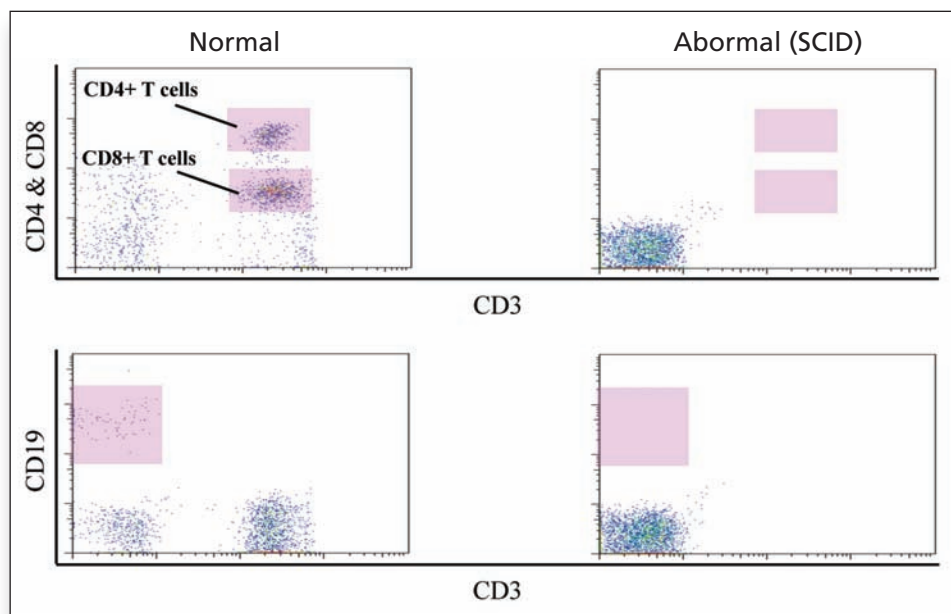 Normal
Abormal (SCID)
CD4+ T cells
CD8+ T cells
CD4 & CD8
CD3
CD19
CD3